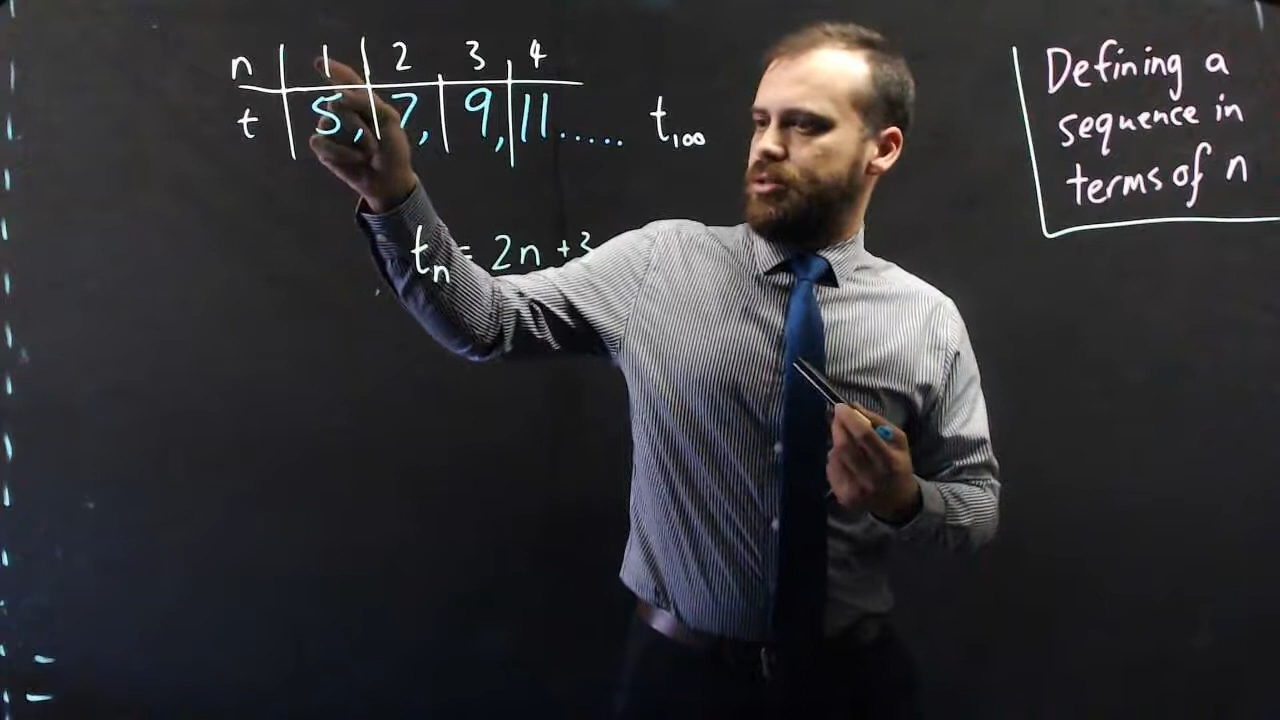 n 1 2 3 4
t 5, 7, 9, 11 ...... t₁₀₀
tₙ = 2n + 3
Defining a
sequence in
terms of n